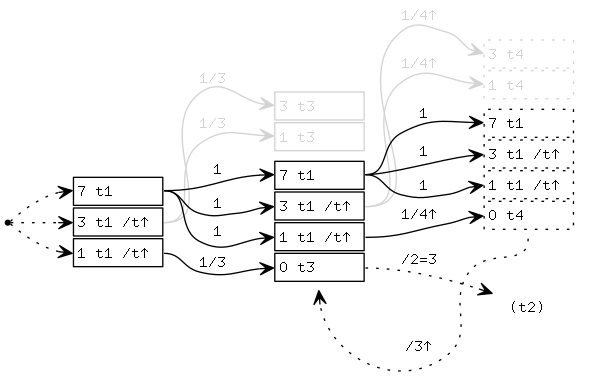 1/4↑
3 t4
1/4↑
1/3
1 t4
3 t3
1
7 t1
1/3
1 t3
1
3 t1 /t↑
1
7 t1
1
1 t1 /t↑
7 t1
1
3 t1 /t↑
1/4↑
0 t4
3 t1 /t↑
1
1 t1 /t↑
1 t1 /t↑
1/3
0 t3
/2=3
(t2)
/3↑